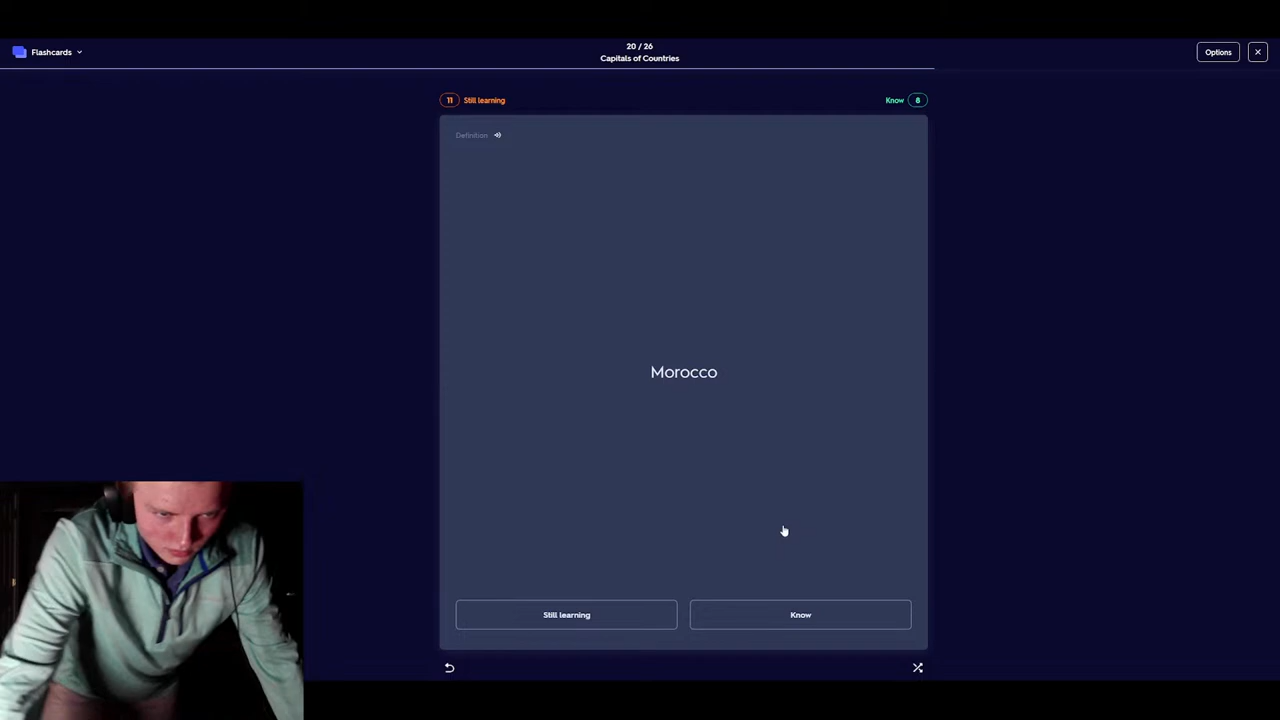 Flashcards
20 / 26
Capitals of Countries
Options
11 Still learning
Know 8
Definition
Morocco
Still learning
Know